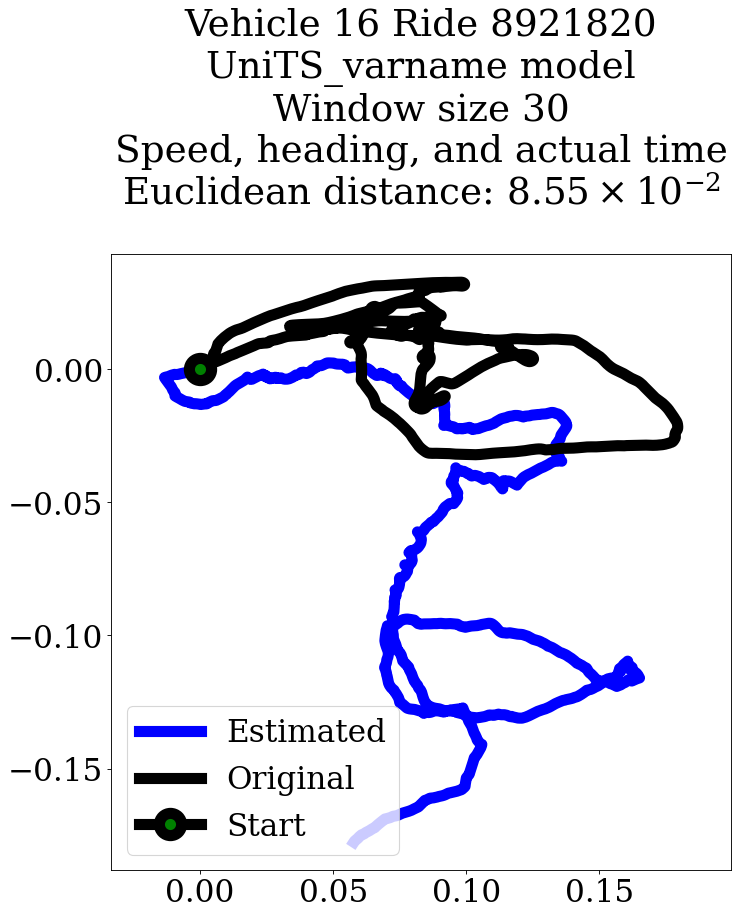 Vehicle 16 Ride 8921820
UniTS_varname model
Window size 30
Speed, heading, and actual time
Euclidean distance: 8.55 × 10⁻²
0.00
−0.05
−0.10
−0.15
Estimated
Original
Start
0.00 0.05 0.10 0.15